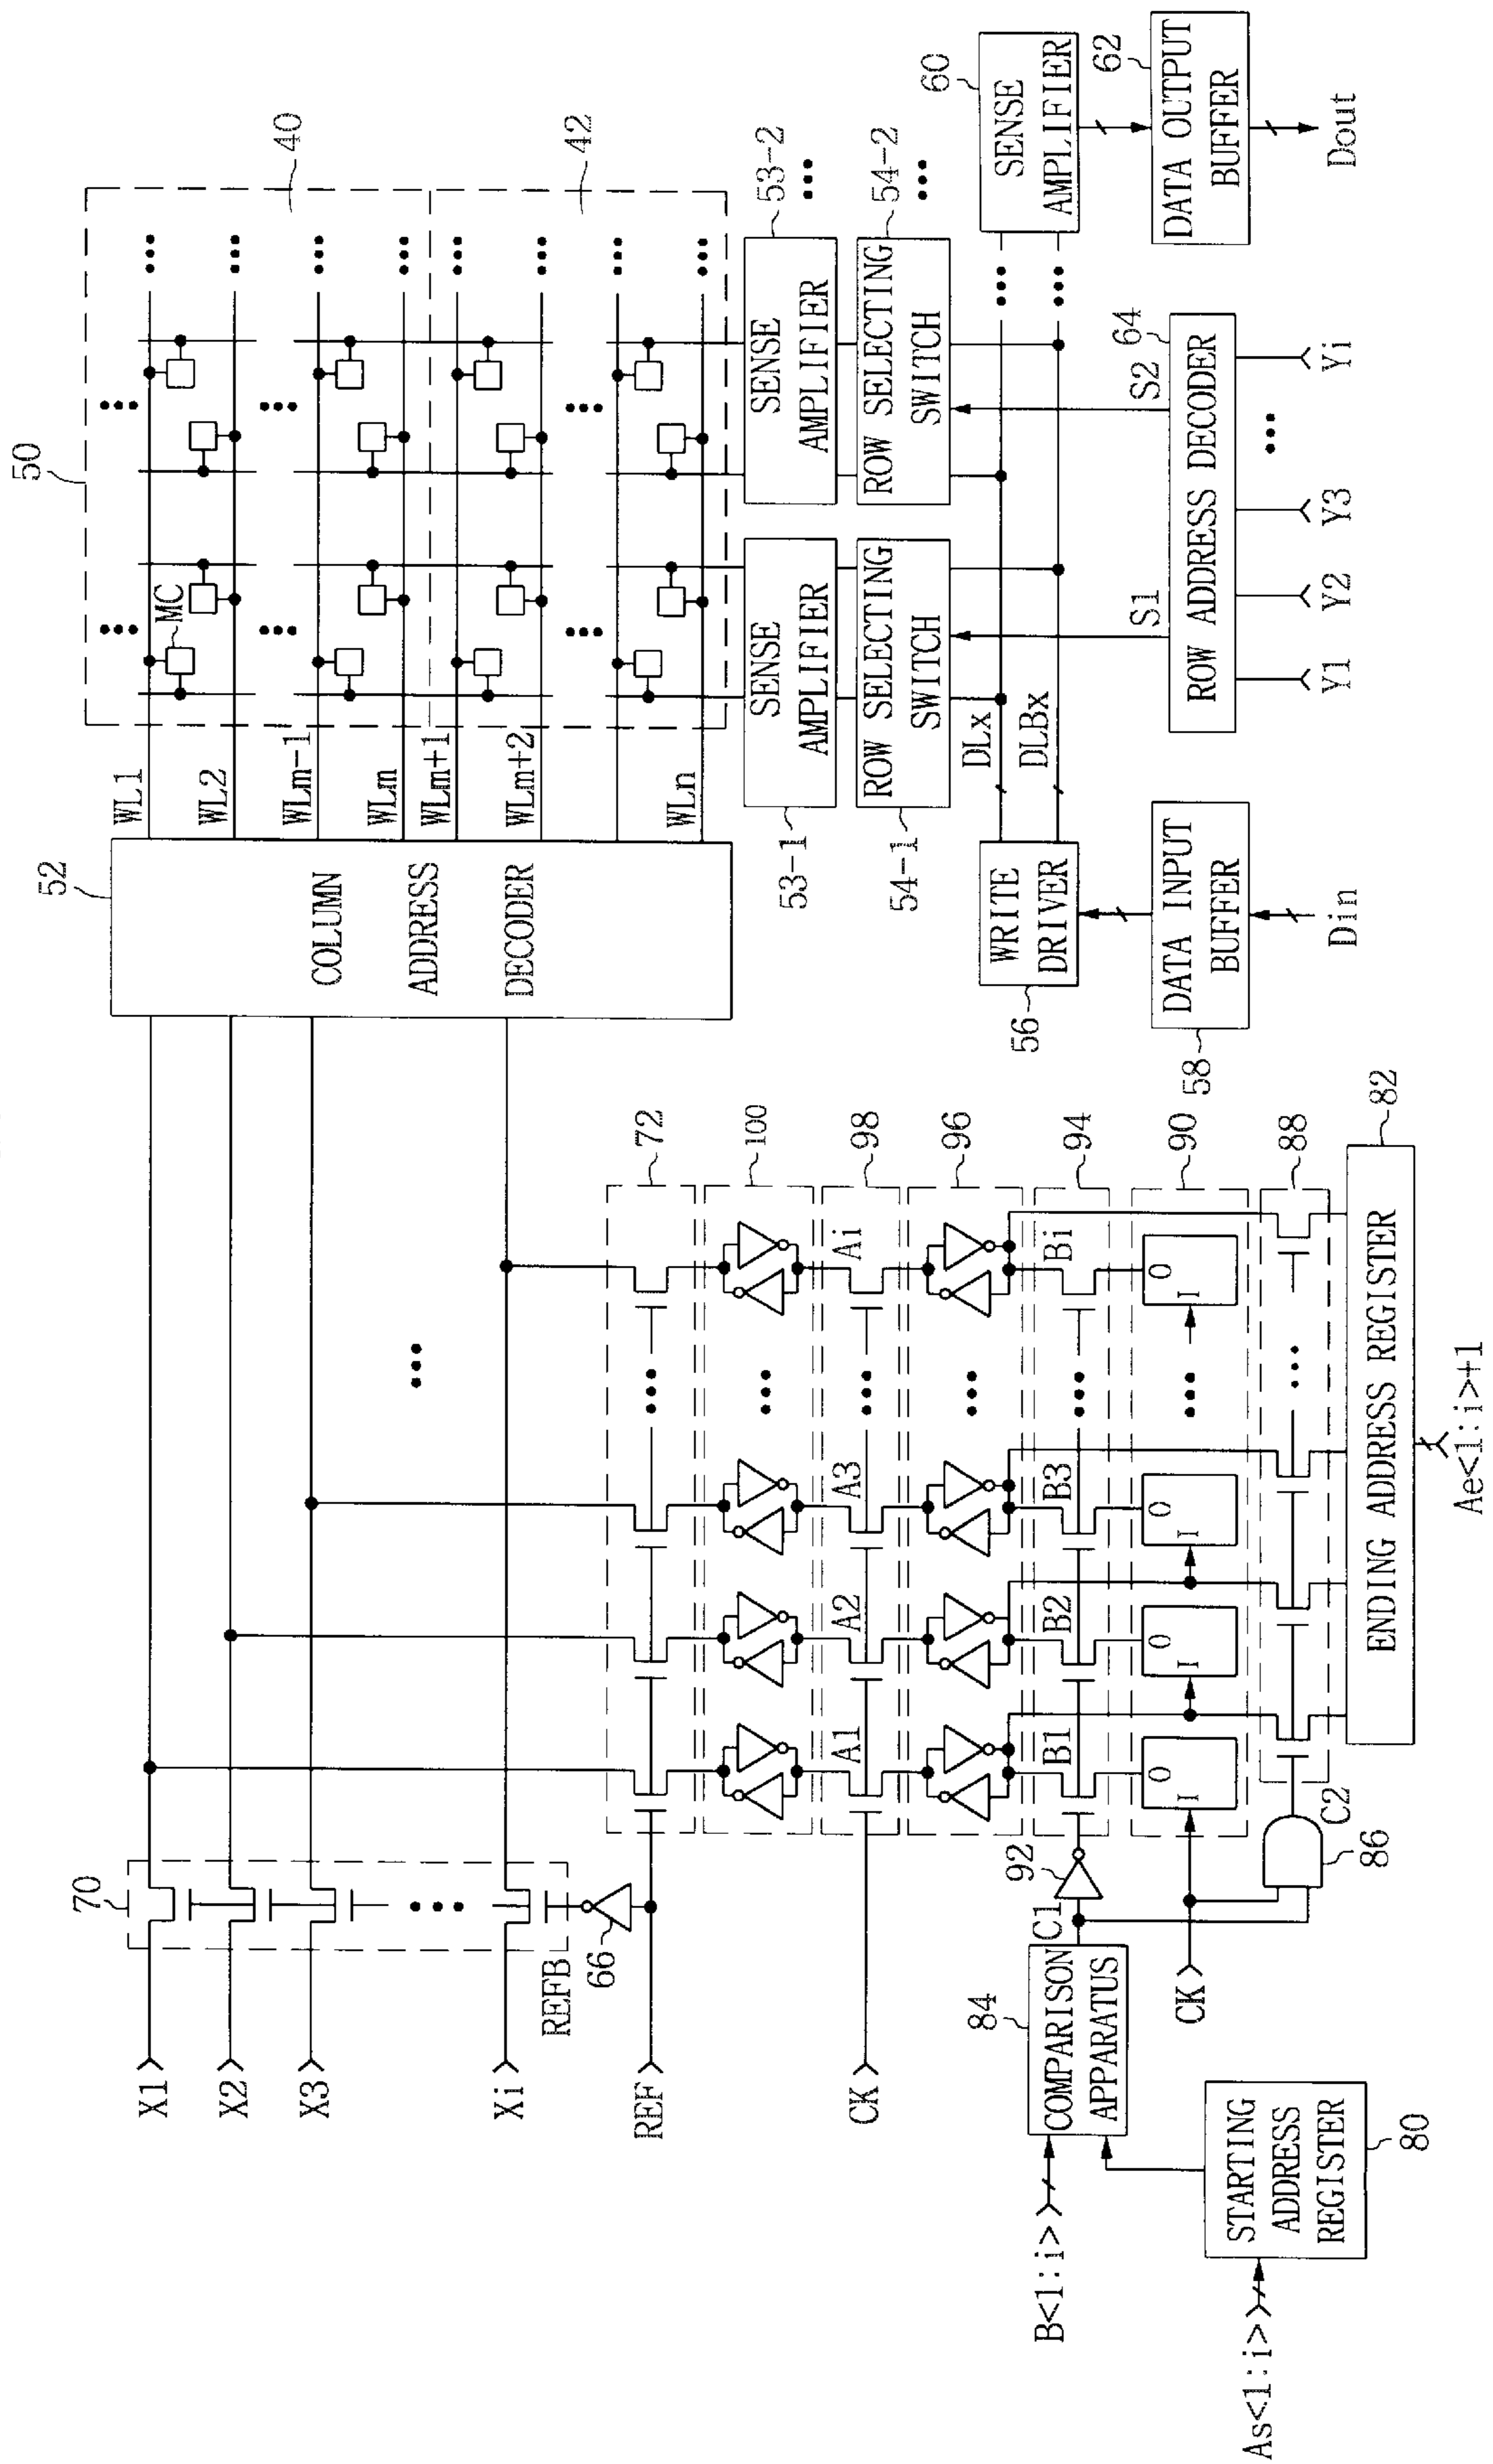 50
52
WL1
WL2
WLm-1
WLm
WLm+1
WLm+2
WLn
MC
40
42
COLUMN
ADDRESS
DECODER
SENSE
AMPLIFIER
53-1
SENSE
AMPLIFIER
53-2
ROW SELECTING
SWITCH
54-1
ROW SELECTING
SWITCH
54-2
DLx
DLBx
WRITE
DRIVER
56
DATA INPUT
BUFFER
58
Din
SENSE
AMPLIFIER
60
DATA OUTPUT
BUFFER
62
Dout
S1
S2
64
ROW ADDRESS DECODER
Y1
Y2
Y3
Yi
X1
X2
X3
Xi
70
REFB
66
REF
72
100
CK
A1
A2
A3
Ai
98
96
B1
B2
B3
Bi
94
92
84
COMPARISON
APPARATUS
C1
B<1:i>
STARTING
ADDRESS
REGISTER
80
As<1:i>
CK
I
O
I
O
I
O
I
O
90
86
C2
88
82
ENDING ADDRESS REGISTER
Ae<1:i>+1